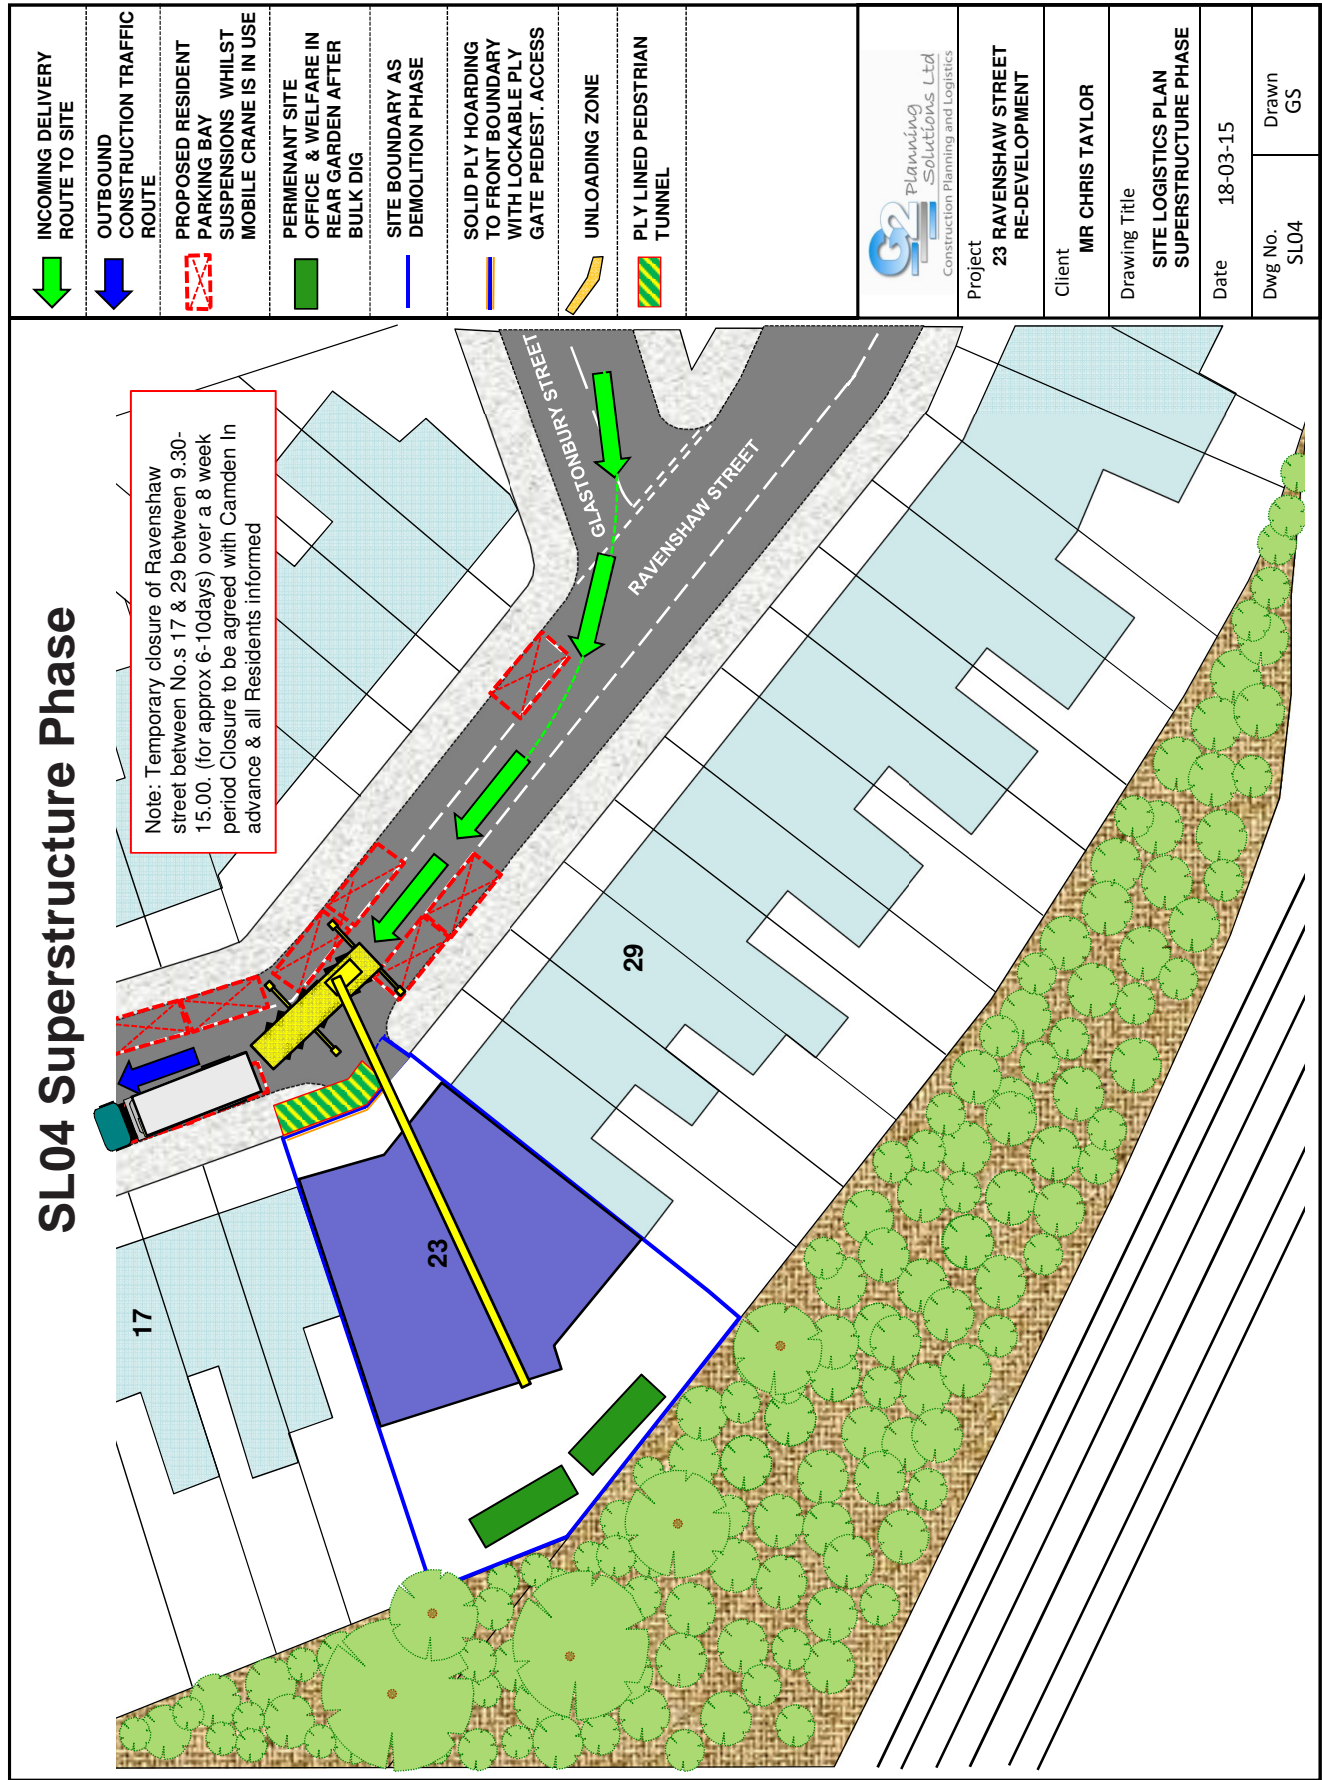 SL04 Superstructure Phase
Note: Temporary closure of Ravenshaw
street between No.s 17 & 29 between 9.30-
15.00. (for approx 6-10days) over a 8 week
period Closure to be agreed with Camden In
advance & all Residents informed
GLASTONBURY STREET
RAVENSHAW STREET
17
23
29
INCOMING DELIVERY
ROUTE TO SITE
OUTBOUND
CONSTRUCTION TRAFFIC
ROUTE
PROPOSED RESIDENT
PARKING BAY
SUSPENSIONS WHILST
MOBILE CRANE IS IN USE
PERMENANT SITE
OFFICE & WELFARE IN
REAR GARDEN AFTER
BULK DIG
SITE BOUNDARY AS
DEMOLITION PHASE
SOLID PLY HOARDING
TO FRONT BOUNDARY
WITH LOCKABLE PLY
GATE PEDEST. ACCESS
UNLOADING ZONE
PLY LINED PEDSTRIAN
TUNNEL
G2 Planning
Solutions Ltd
Construction Planning and Logistics
Project
23 RAVENSHAW STREET
RE-DEVELOPMENT
Client
MR CHRIS TAYLOR
Drawing Title
SITE LOGISTICS PLAN
SUPERSTRUCTURE PHASE
Date 18-03-15
Dwg No.
SL04
Drawn
GS